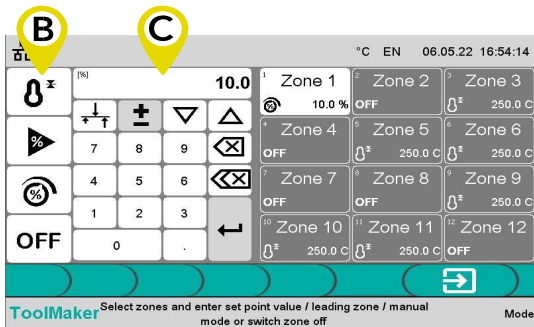 B
C
°C EN 06.05.22 16:54:14
[%] 10.0
%
%
OFF
±
7 8 9
4 5 6
1 2 3
0 .
1 Zone 1
% 10.0 %
2 Zone 2
OFF
3 Zone 3
250.0 C
4 Zone 4
OFF
5 Zone 5
250.0 C
6 Zone 6
250.0 C
7 Zone 7
OFF
8 Zone 8
OFF
9 Zone 9
250.0 C
10 Zone 10
250.0 C
11 Zone 11
250.0 C
12 Zone 12
OFF
ToolMaker
Select zones and enter set point value / leading zone / manual
mode or switch zone off
Mode